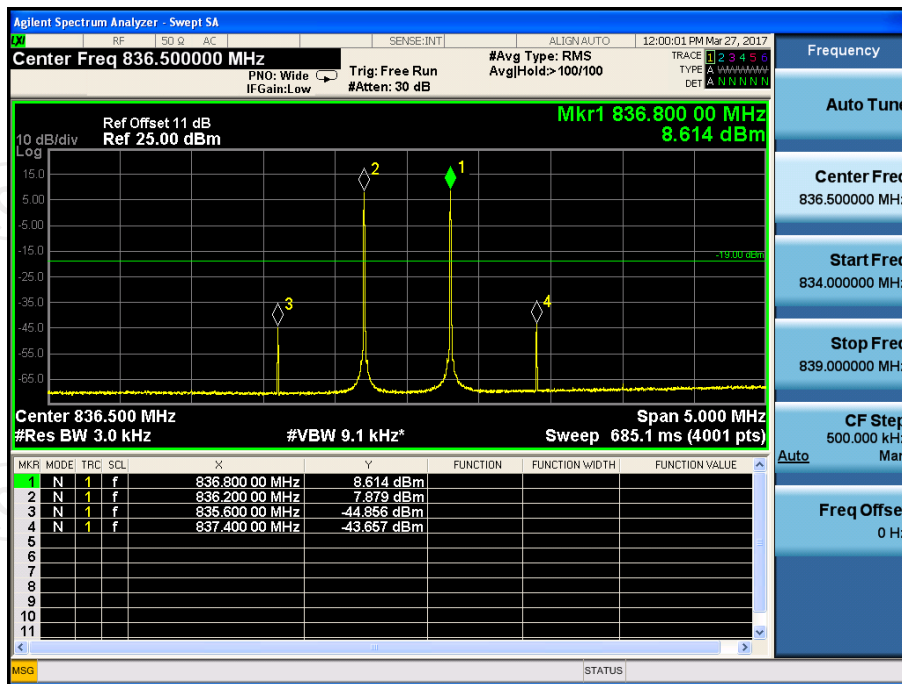 Agilent Spectrum Analyzer - Swept SA
LXI RF 50 Ω AC SENSE:INT ALIGN AUTO 12:00:01 PM Mar 27, 2017
Center Freq 836.500000 MHz
PNO: Wide
IFGain:Low
Trig: Free Run
#Atten: 30 dB
#Avg Type: RMS
Avg|Hold:>100/100
TRACE 1 2 3 4 5 6
TYPE A WWWWW
DET A N N N N N
Mkr1 836.800 00 MHz
8.614 dBm
Ref Offset 11 dB
10 dB/div Ref 25.00 dBm
Log
15.0
5.00
-5.00
-15.0
-25.0
-35.0
-45.0
-55.0
-65.0
2
1
-19.00 dBm
3
4
Center 836.500 MHz Span 5.000 MHz
#Res BW 3.0 kHz #VBW 9.1 kHz* Sweep 685.1 ms (4001 pts)
MKR MODE TRC SCL X Y FUNCTION FUNCTION WIDTH FUNCTION VALUE
1 N 1 f 836.800 00 MHz 8.614 dBm
2 N 1 f 836.200 00 MHz 7.879 dBm
3 N 1 f 835.600 00 MHz -44.856 dBm
4 N 1 f 837.400 00 MHz -43.657 dBm
5
6
7
8
9
10
11
MSG STATUS
Frequency
Auto Tune
Center Freq
836.500000 MHz
Start Freq
834.000000 MHz
Stop Freq
839.000000 MHz
CF Step
500.000 kHz
Auto Man
Freq Offset
0 Hz